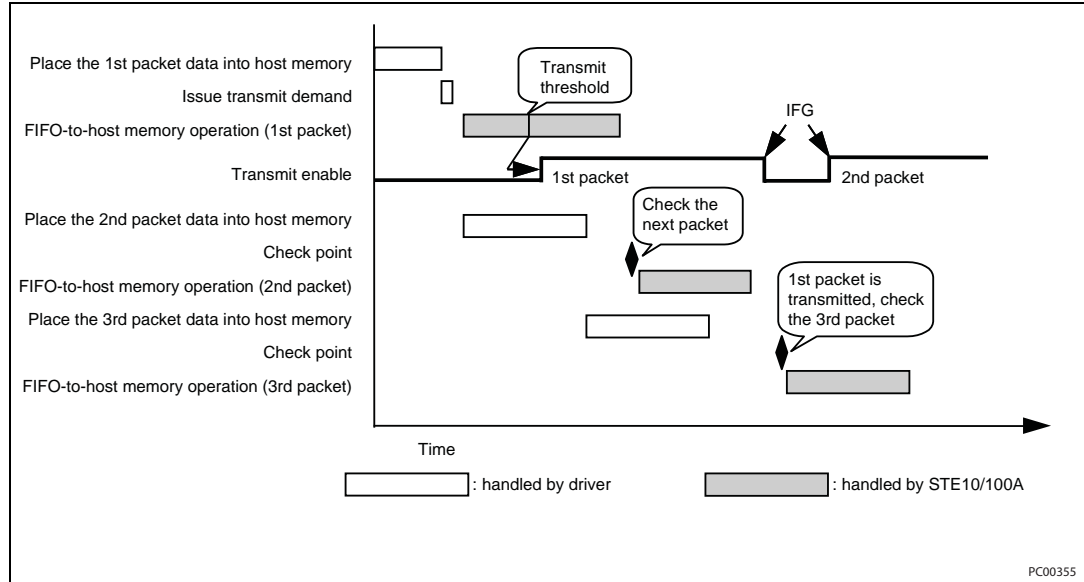 Place the 1st packet data into host memory
Issue transmit demand
FIFO-to-host memory operation (1st packet)
Transmit
threshold
IFG
Transmit enable
1st packet
2nd packet
Place the 2nd packet data into host memory
Check the
next packet
Check point
FIFO-to-host memory operation (2nd packet)
1st packet is
transmitted, check
the 3rd packet
Place the 3rd packet data into host memory
Check point
FIFO-to-host memory operation (3rd packet)
Time
: handled by driver
: handled by STE10/100A
PC00355